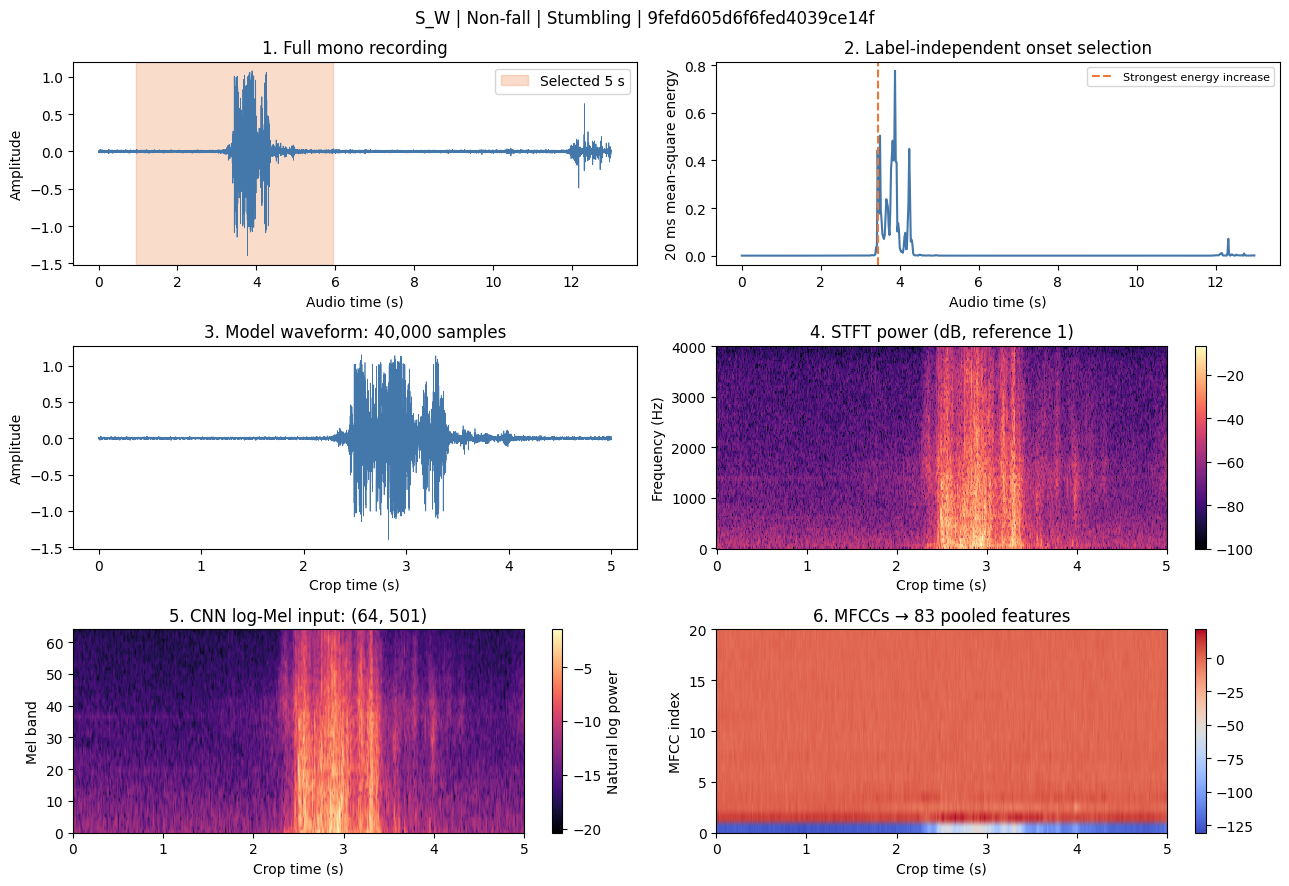 S_W | Non-fall | Stumbling | 9fefd605d6f6fed4039ce14f
1. Full mono recording
Selected 5 s
1.0
0.5
0.0
−0.5
−1.0
−1.5
Amplitude
0 2 4 6 8 10 12
Audio time (s)
2. Label-independent onset selection
Strongest energy increase
0.8
0.6
0.4
0.2
0.0
20 ms mean-square energy
0 2 4 6 8 10 12
Audio time (s)
3. Model waveform: 40,000 samples
1.0
0.5
0.0
−0.5
−1.0
−1.5
Amplitude
0 1 2 3 4 5
Crop time (s)
4. STFT power (dB, reference 1)
4000
3000
2000
1000
0
Frequency (Hz)
0 1 2 3 4 5
Crop time (s)
−20
−40
−60
−80
−100
5. CNN log-Mel input: (64, 501)
60
50
40
30
20
10
0
Mel band
0 1 2 3 4 5
Crop time (s)
−5
−10
−15
−20
Natural log power
6. MFCCs → 83 pooled features
20
15
10
5
0
MFCC index
0 1 2 3 4 5
Crop time (s)
0
−25
−50
−75
−100
−125